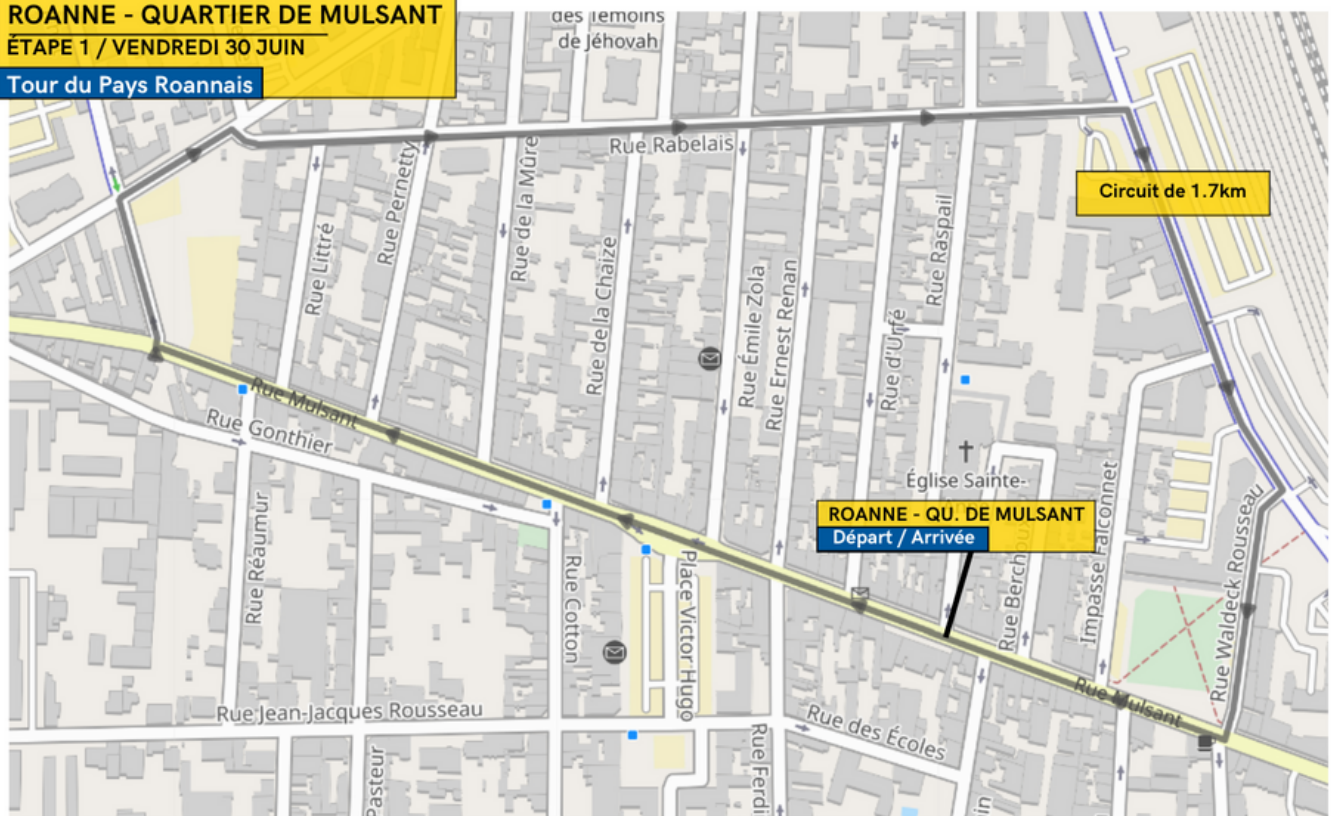 ROANNE - QUARTIER DE MULSANT
ÉTAPE 1 / VENDREDI 30 JUIN
Tour du Pays Roannais
des Témoins
de Jéhovah
Rue Rabelais
Circuit de 1.7km
Rue Littré
Rue Pernetty
Rue de la Mûre
Rue de la Chaize
Rue Émile Zola
Rue Ernest Renan
Rue d'Urfé
Rue Raspail
Rue Mulsant
Rue Gonthier
Église Sainte-
ROANNE - QU. DE MULSANT
Départ / Arrivée
Rue Réaumur
Rue Cotton
Place Victor Hugo
Rue Berchoux
Impasse Falconnet
Rue Waldeck Rousseau
Rue Mulsant
Rue Jean-Jacques Rousseau
Rue des Écoles
Pasteur
Rue Ferdi
in